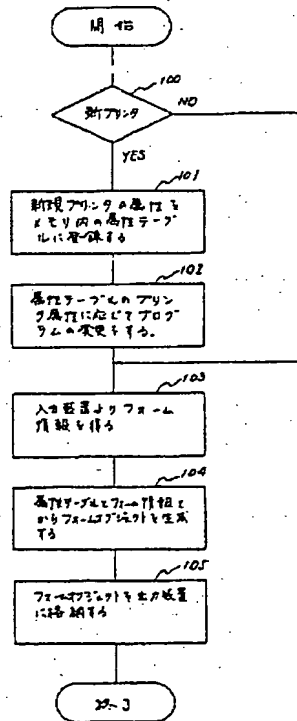 開始
100
新プリンタ
NO
YES
101
新規プリンタの属性を
メモリ内の属性テーブ
ルに登録する
102
属性テーブルのプリン
タ属性に応じてプログ
ラムの変更をする。
103
入力装置よりフォーム
情報を得る
104
属性テーブルとフォーム情報と
からフォームオブジェクトを生成
する
105
フォームオブジェクトを出力装置
に格納する